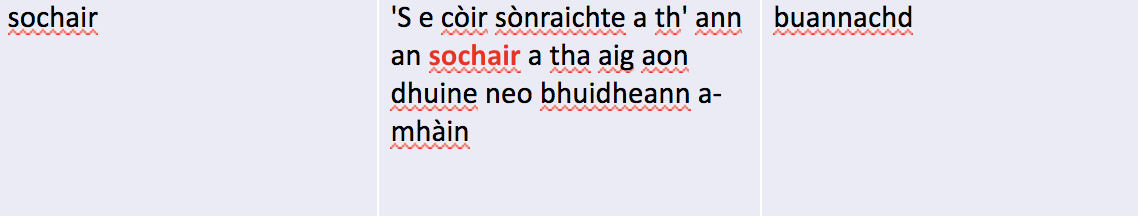 sochair
'S e còir sònraichte a th' ann
an sochair a tha aig aon
dhuine neo bhuidheann a-
mhàin
buannachd